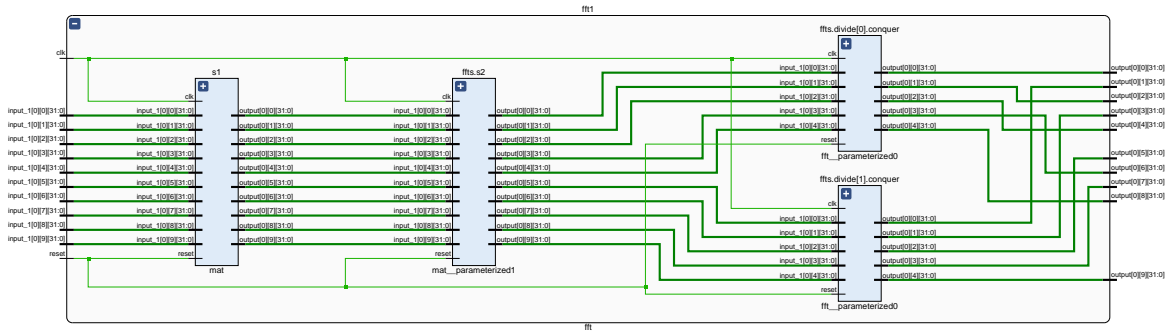 fft1
clk
input_1[0][0][31:0]
input_1[0][1][31:0]
input_1[0][2][31:0]
input_1[0][3][31:0]
input_1[0][4][31:0]
input_1[0][5][31:0]
input_1[0][6][31:0]
input_1[0][7][31:0]
input_1[0][8][31:0]
input_1[0][9][31:0]
reset
s1
clk
input_1[0][0][31:0] output[0][0][31:0]
input_1[0][1][31:0] output[0][1][31:0]
input_1[0][2][31:0] output[0][2][31:0]
input_1[0][3][31:0] output[0][3][31:0]
input_1[0][4][31:0] output[0][4][31:0]
input_1[0][5][31:0] output[0][5][31:0]
input_1[0][6][31:0] output[0][6][31:0]
input_1[0][7][31:0] output[0][7][31:0]
input_1[0][8][31:0] output[0][8][31:0]
input_1[0][9][31:0] output[0][9][31:0]
reset
mat
ffts.s2
clk
input_1[0][0][31:0] output[0][0][31:0]
input_1[0][1][31:0] output[0][1][31:0]
input_1[0][2][31:0] output[0][2][31:0]
input_1[0][3][31:0] output[0][3][31:0]
input_1[0][4][31:0] output[0][4][31:0]
input_1[0][5][31:0] output[0][5][31:0]
input_1[0][6][31:0] output[0][6][31:0]
input_1[0][7][31:0] output[0][7][31:0]
input_1[0][8][31:0] output[0][8][31:0]
input_1[0][9][31:0] output[0][9][31:0]
reset
mat__parameterized1
ffts.divide[0].conquer
clk
input_1[0][0][31:0] output[0][0][31:0]
input_1[0][1][31:0] output[0][1][31:0]
input_1[0][2][31:0] output[0][2][31:0]
input_1[0][3][31:0] output[0][3][31:0]
input_1[0][4][31:0] output[0][4][31:0]
reset
fft__parameterized0
ffts.divide[1].conquer
clk
input_1[0][0][31:0] output[0][0][31:0]
input_1[0][1][31:0] output[0][1][31:0]
input_1[0][2][31:0] output[0][2][31:0]
input_1[0][3][31:0] output[0][3][31:0]
input_1[0][4][31:0] output[0][4][31:0]
reset
fft__parameterized0
output[0][0][31:0]
output[0][1][31:0]
output[0][2][31:0]
output[0][3][31:0]
output[0][4][31:0]
output[0][5][31:0]
output[0][6][31:0]
output[0][7][31:0]
output[0][8][31:0]
output[0][9][31:0]
fft